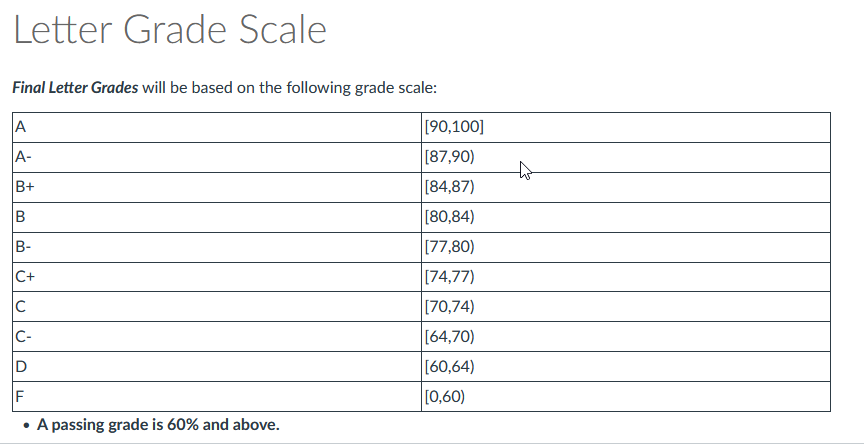 Letter Grade Scale
Final Letter Grades will be based on the following grade scale:
A [90,100]
A- [87,90)
B+ [84,87)
B [80,84)
B- [77,80)
C+ [74,77)
C [70,74)
C- [64,70)
D [60,64)
F [0,60)
• A passing grade is 60% and above.